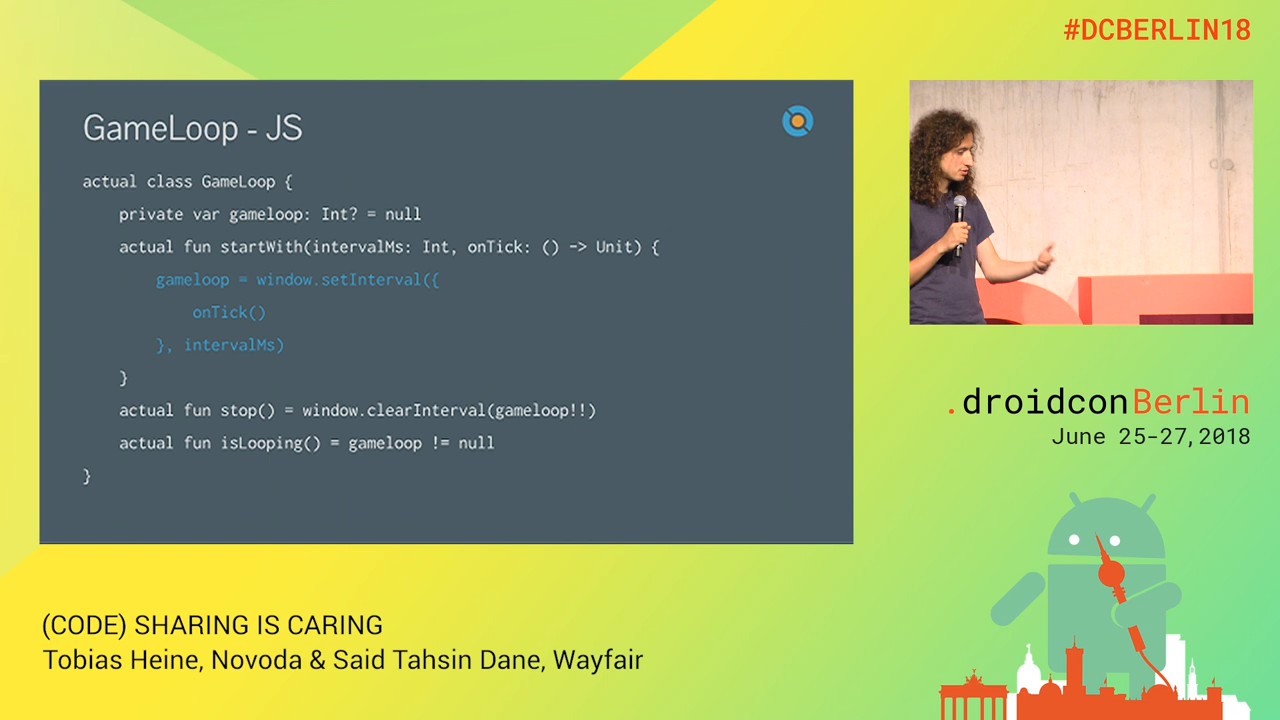 #DCBERLIN18
GameLoop - JS
actual class GameLoop {
    private var gameloop: Int? = null
    actual fun startWith(intervalMs: Int, onTick: () -> Unit) {
        gameloop = window.setInterval({
            onTick()
        }, intervalMs)
    }
    actual fun stop() = window.clearInterval(gameloop!!)
    actual fun isLooping() = gameloop != null
}
.droidconBerlin
June 25-27,2018
(CODE) SHARING IS CARING
Tobias Heine, Novoda & Said Tahsin Dane, Wayfair